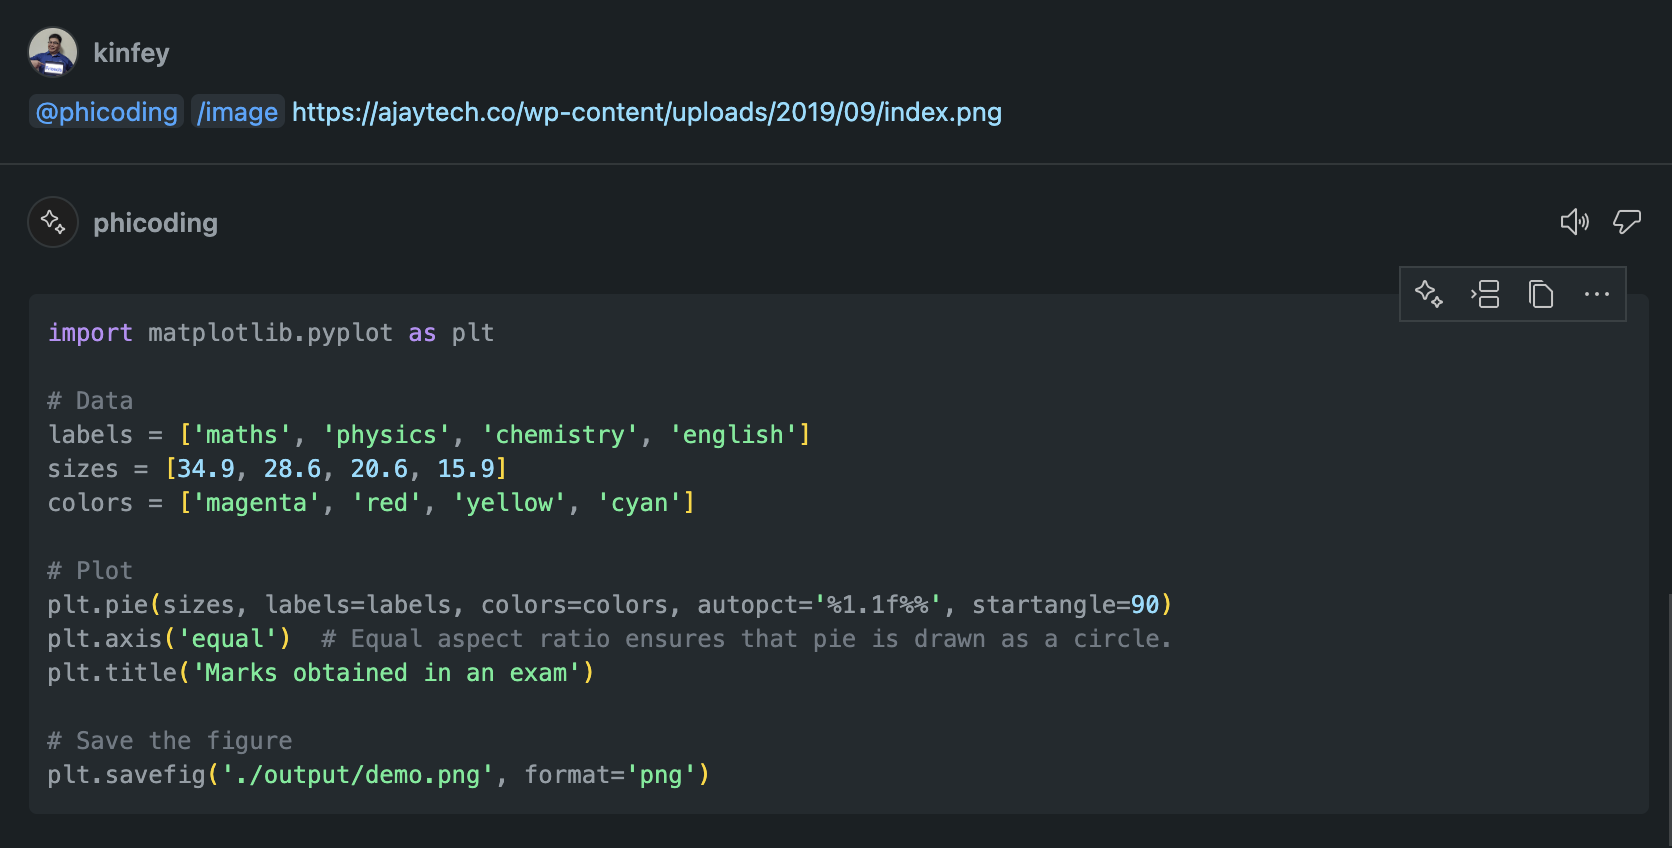 kinfey
@phicoding /image https://ajaytech.co/wp-content/uploads/2019/09/index.png
phicoding
import matplotlib.pyplot as plt
# Data
labels = ['maths', 'physics', 'chemistry', 'english']
sizes = [34.9, 28.6, 20.6, 15.9]
colors = ['magenta', 'red', 'yellow', 'cyan']
# Plot
plt.pie(sizes, labels=labels, colors=colors, autopct='%1.1f%%', startangle=90)
plt.axis('equal')  # Equal aspect ratio ensures that pie is drawn as a circle.
plt.title('Marks obtained in an exam')
# Save the figure
plt.savefig('./output/demo.png', format='png')